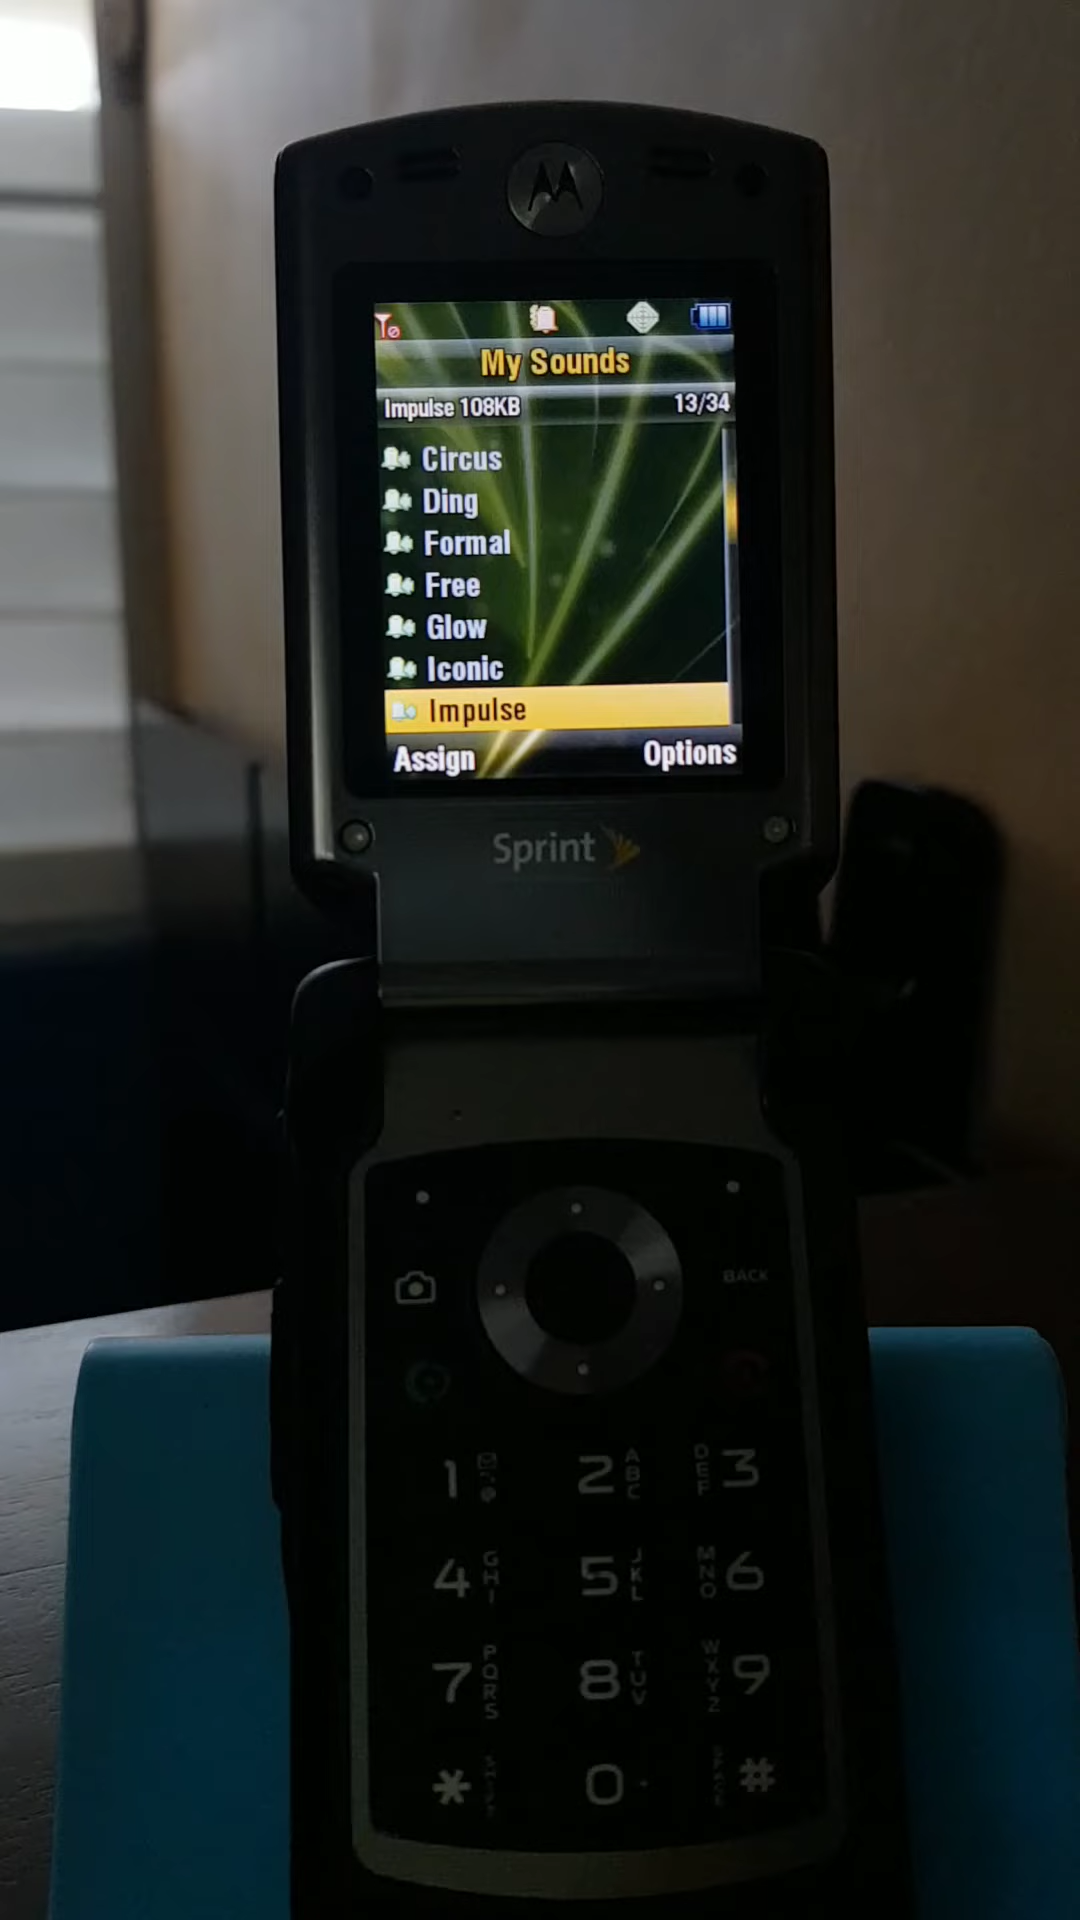 My Sounds
Impulse 108KB 13/34
Circus
Ding
Formal
Free
Glow
Iconic
Impulse
Assign Options
Sprint
BACK
1 2 ABC DEF 3
4 GHI 5 JKL MNO 6
7 PQRS 8 TUV WXYZ 9
* 0 #